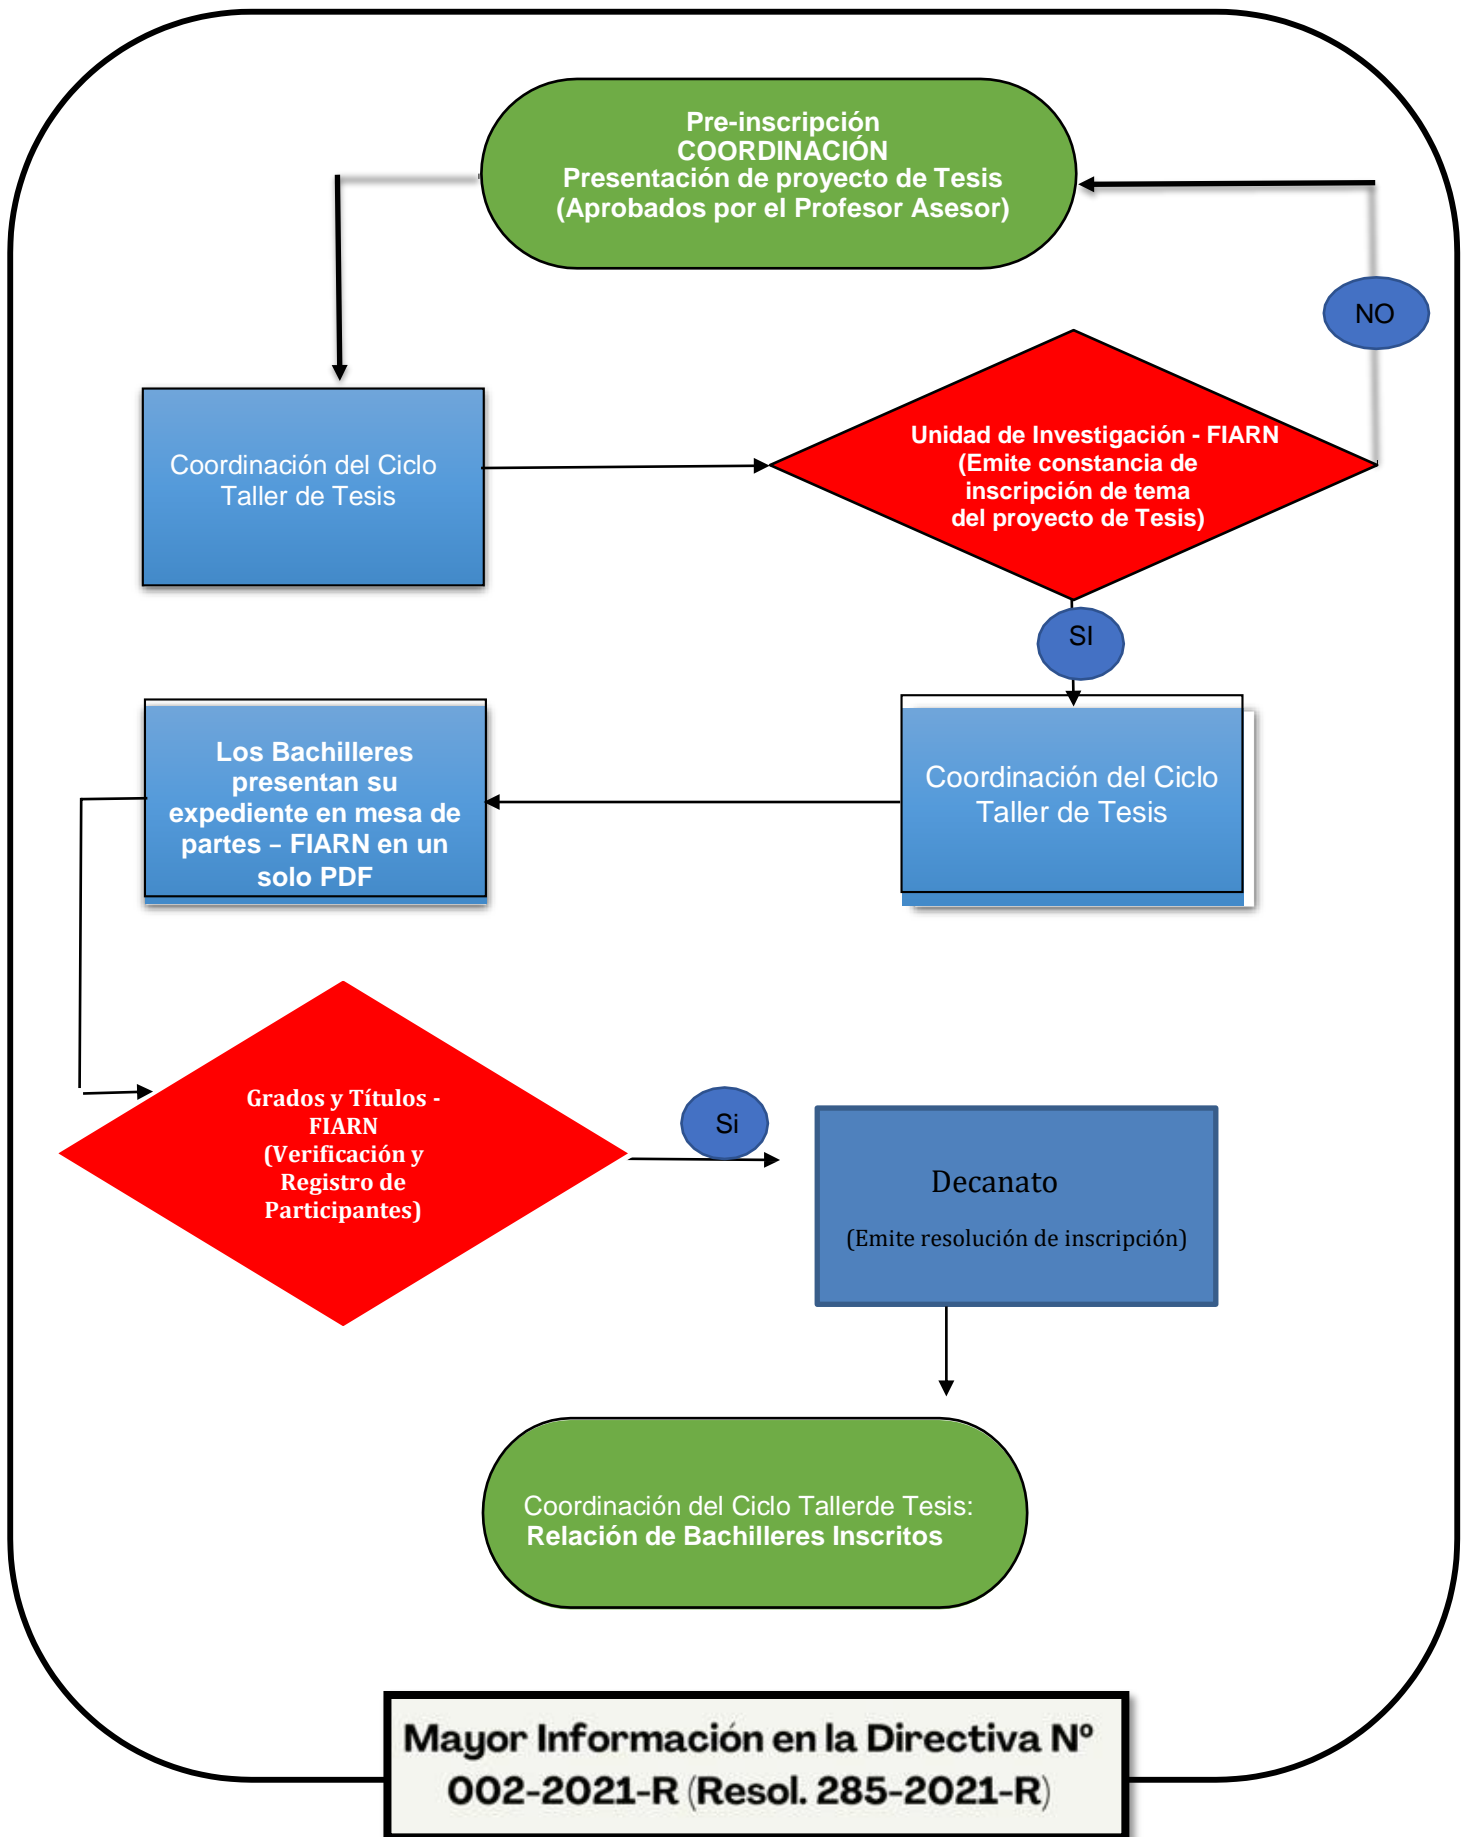 Pre-inscripción
COORDINACIÓN
Presentación de proyecto de Tesis
(Aprobados por el Profesor Asesor)
NO
Coordinación del Ciclo
Taller de Tesis
Unidad de Investigación - FIARN
(Emite constancia de
inscripción de tema
del proyecto de Tesis)
SI
Los Bachilleres
presentan su
expediente en mesa de
partes – FIARN en un
solo PDF
Coordinación del Ciclo
Taller de Tesis
Grados y Títulos -
FIARN
(Verificación y
Registro de
Participantes)
Si
Decanato
(Emite resolución de inscripción)
Coordinación del Ciclo Tallerde Tesis:
Relación de Bachilleres Inscritos
Mayor Información en la Directiva Nº
002-2021-R (Resol. 285-2021-R)